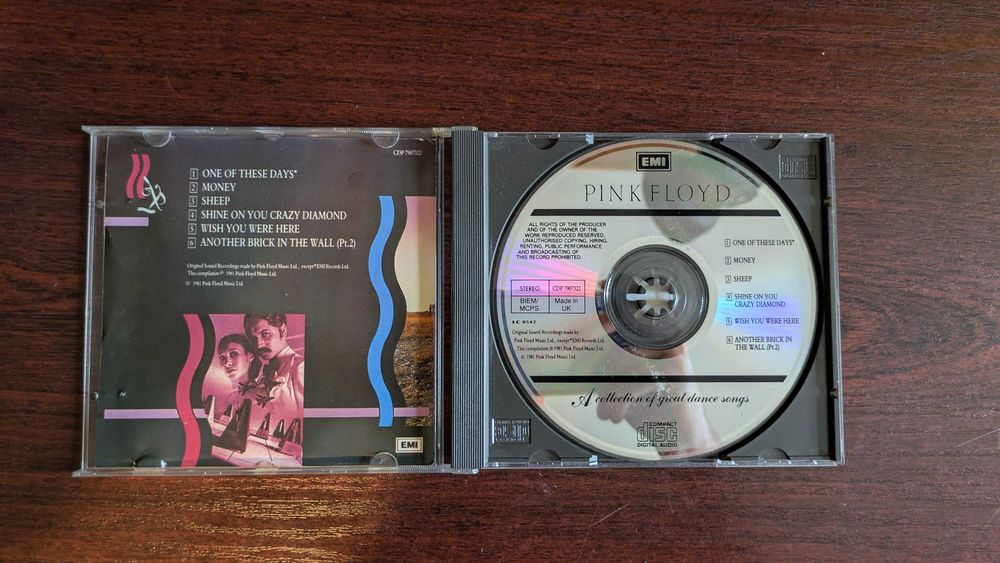 CDP 7907322
1 ONE OF THESE DAYS*
2 MONEY
3 SHEEP
4 SHINE ON YOU CRAZY DIAMOND
5 WISH YOU WERE HERE
6 ANOTHER BRICK IN THE WALL (Pt.2)
Original Sound Recordings made by Pink Floyd Music Ltd., except*EMI Records Ltd.
This compilation ℗ 1981 Pink Floyd Music Ltd.
© 1981 Pink Floyd Music Ltd.
EMI
EMI
PINK FLOYD
ALL RIGHTS OF THE PRODUCER
AND OF THE OWNER OF THE
WORK REPRODUCED RESERVED.
UNAUTHORISED COPYING, HIRING,
RENTING, PUBLIC PERFORMANCE
AND BROADCASTING OF
THIS RECORD PROHIBITED.
STEREO
CDP 7907322
BIEM/
MCPS
Made in
UK
LC 0542
Original Sound Recordings made by
Pink Floyd Music Ltd., except*EMI Records Ltd.
This compilation ℗ 1981 Pink Floyd Music Ltd.
© 1981 Pink Floyd Music Ltd.
1 ONE OF THESE DAYS*
2 MONEY
3 SHEEP
4 SHINE ON YOU
CRAZY DIAMOND
5 WISH YOU WERE HERE
6 ANOTHER BRICK IN
THE WALL (Pt.2)
A collection of great dance songs
COMPACT
disc
DIGITAL AUDIO